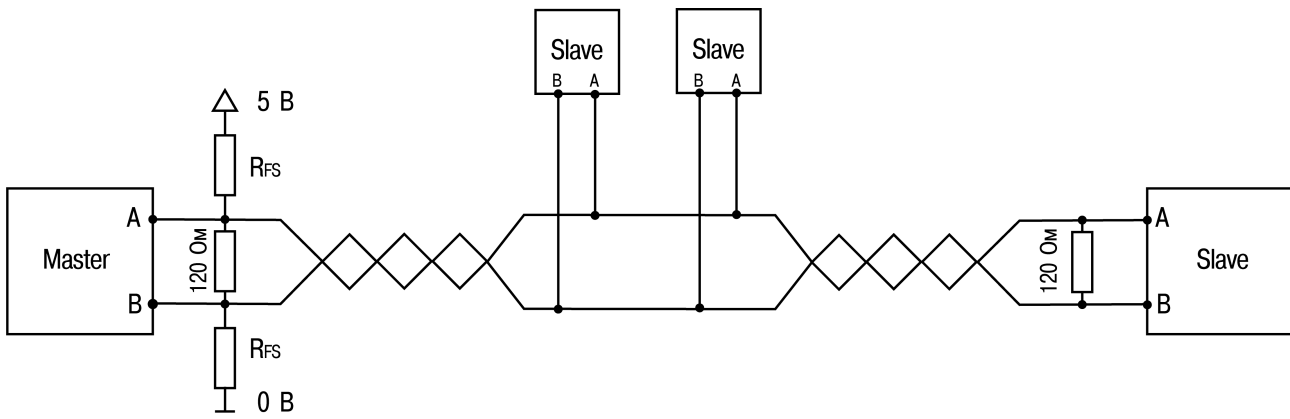 Slave
B A
Slave
B A
5 В
RFS
A
120 Ом
Master
B
RFS
0 В
A
120 Ом
Slave
B